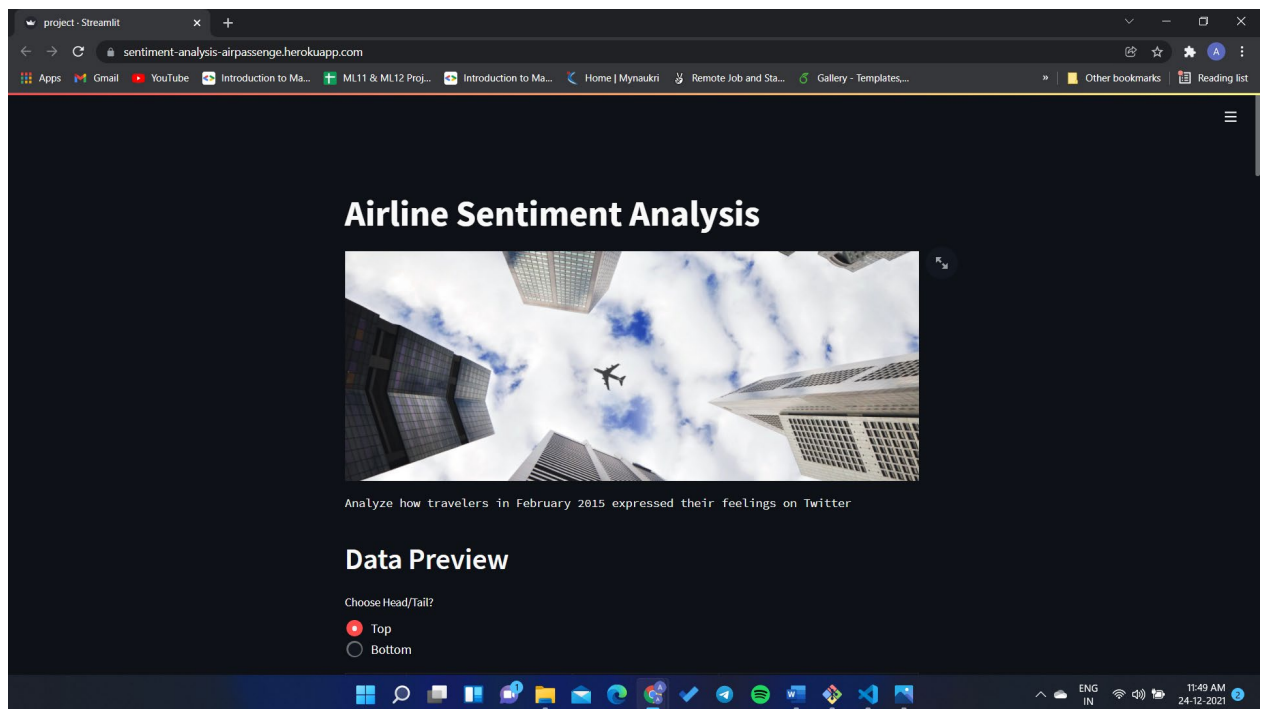 project · Streamlit
sentiment-analysis-airpassenge.herokuapp.com
Apps
Gmail
YouTube
Introduction to Ma...
ML11 & ML12 Proj...
Introduction to Ma...
Home | Mynaukri
Remote Job and Sta...
Gallery - Templates,...
»
Other bookmarks
Reading list
Airline Sentiment Analysis
Analyze how travelers in February 2015 expressed their feelings on Twitter
Data Preview
Choose Head/Tail?
Top
Bottom
ENG
IN
11:49 AM
24-12-2021
2